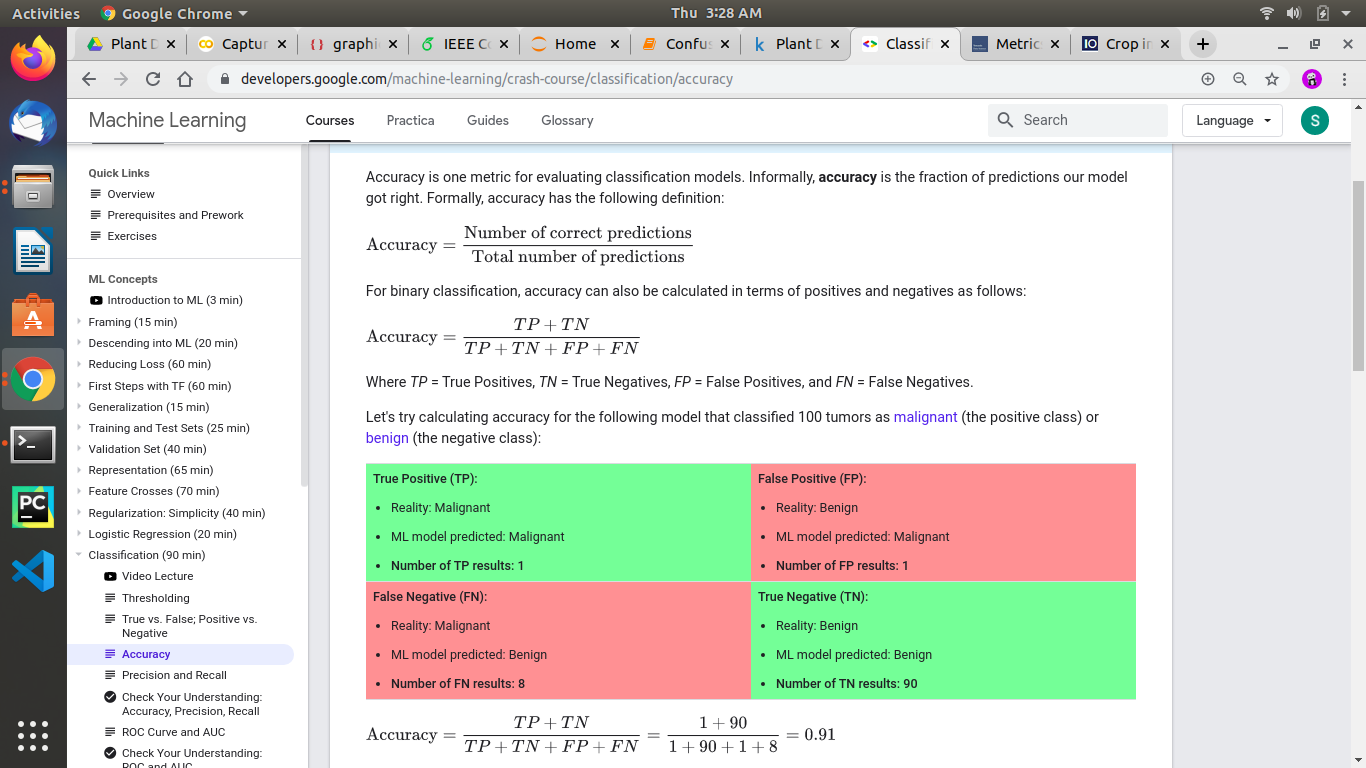 Activities
Google Chrome
Thu 3:28 AM
Plant D
Captur
graphi
IEEE Co
Home
Confus
Plant D
Classif
Metric
Crop in
developers.google.com/machine-learning/crash-course/classification/accuracy
Machine Learning
Courses
Practica
Guides
Glossary
Search
Language
S
Quick Links
Overview
Prerequisites and Prework
Exercises
ML Concepts
Introduction to ML (3 min)
Framing (15 min)
Descending into ML (20 min)
Reducing Loss (60 min)
First Steps with TF (60 min)
Generalization (15 min)
Training and Test Sets (25 min)
Validation Set (40 min)
Representation (65 min)
Feature Crosses (70 min)
Regularization: Simplicity (40 min)
Logistic Regression (20 min)
Classification (90 min)
Video Lecture
Thresholding
True vs. False; Positive vs.
Negative
Accuracy
Precision and Recall
Check Your Understanding:
Accuracy, Precision, Recall
ROC Curve and AUC
Check Your Understanding:
ROC and AUC
Accuracy is one metric for evaluating classification models. Informally, accuracy is the fraction of predictions our model
got right. Formally, accuracy has the following definition:
Accuracy = Number of correct predictions / Total number of predictions
For binary classification, accuracy can also be calculated in terms of positives and negatives as follows:
Accuracy = TP + TN / TP + TN + FP + FN
Where TP = True Positives, TN = True Negatives, FP = False Positives, and FN = False Negatives.
Let's try calculating accuracy for the following model that classified 100 tumors as malignant (the positive class) or
benign (the negative class):
True Positive (TP):
• Reality: Malignant
• ML model predicted: Malignant
• Number of TP results: 1
False Positive (FP):
• Reality: Benign
• ML model predicted: Malignant
• Number of FP results: 1
False Negative (FN):
• Reality: Malignant
• ML model predicted: Benign
• Number of FN results: 8
True Negative (TN):
• Reality: Benign
• ML model predicted: Benign
• Number of TN results: 90
Accuracy = TP + TN / TP + TN + FP + FN = 1 + 90 / 1 + 90 + 1 + 8 = 0.91